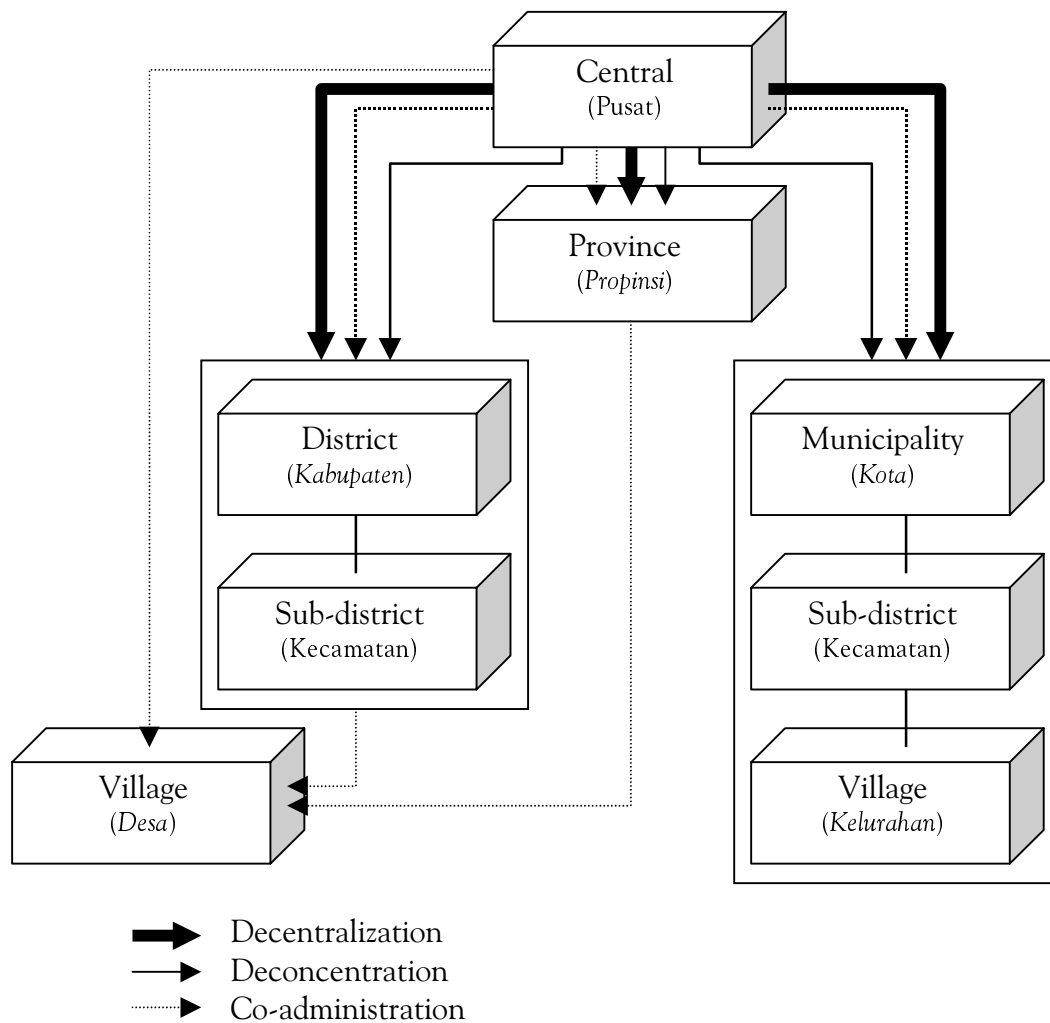 Central
(Pusat)
Province
(Propinsi)
District
(Kabupaten)
Municipality
(Kota)
Sub-district
(Kecamatan)
Sub-district
(Kecamatan)
Village
(Desa)
Village
(Kelurahan)
Decentralization
Deconcentration
Co-administration